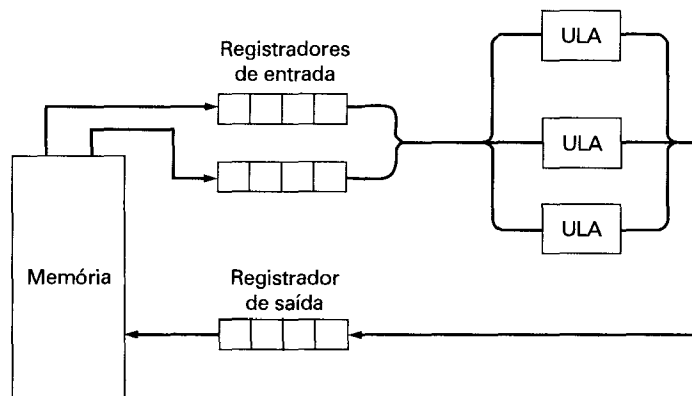 Registradores
de entrada
ULA
ULA
ULA
Memória
Registrador
de saída